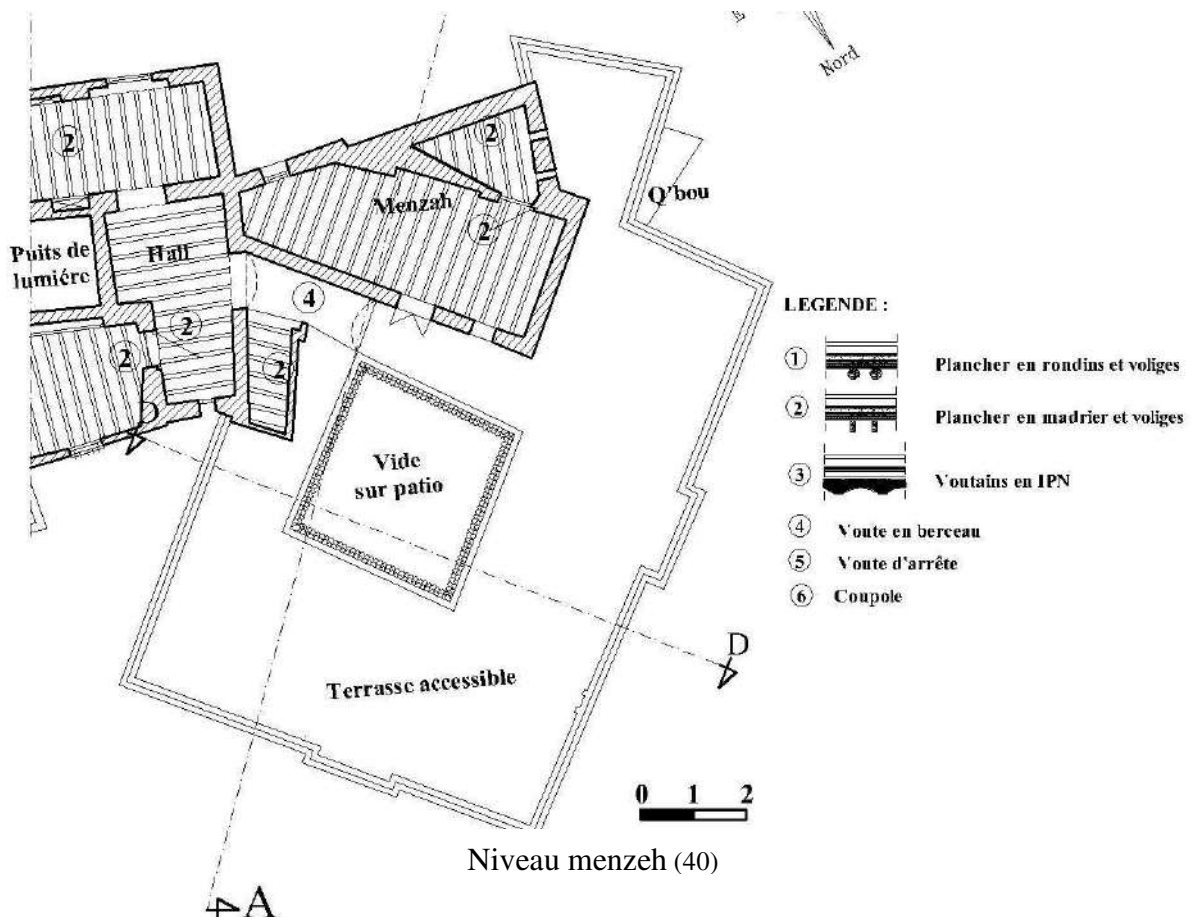 E
Nord
2
2
Q'bou
Menzah
2
Puits de
lumiére
Hall
4
2
2
2
D
Vide
sur patio
D
Terrasse accessible
0 1 2
A
LEGENDE :
1 Plancher en rondins et voliges
2 Plancher en madrier et voliges
3 Voutains en IPN
4 Voute en berceau
5 Voute d'arrête
6 Coupole
Niveau menzeh (40)